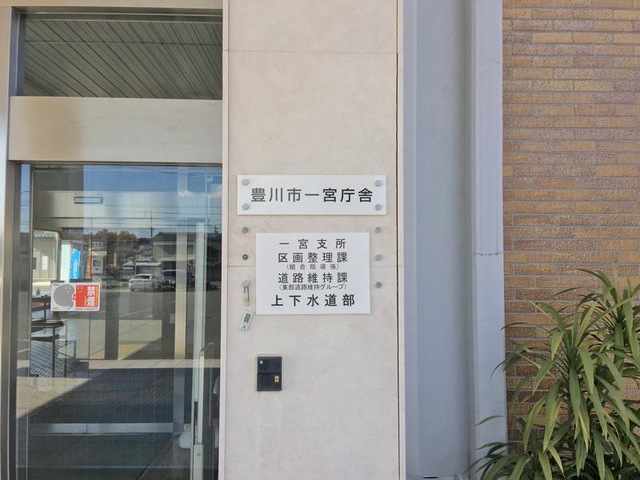 豊川市一宮庁舎
一宮支所
区画整理課
(組合指導係)
道路維持課
(東部道路維持グループ)
上下水道部
禁煙